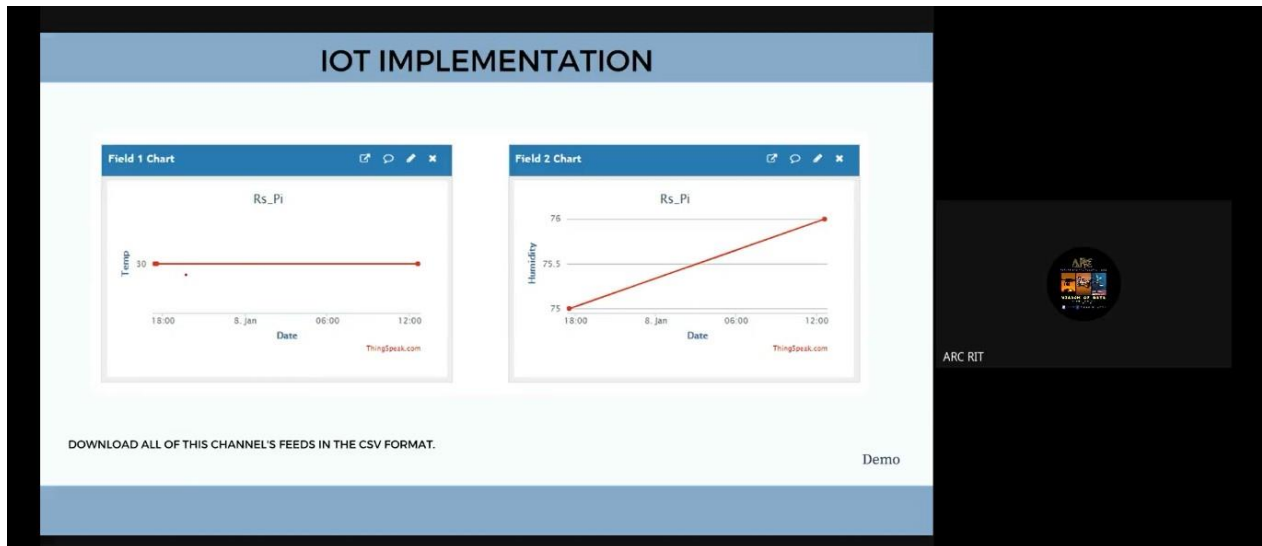 IOT IMPLEMENTATION
Field 1 Chart
Rs_Pi
Temp
30
18:00
8. Jan
06:00
12:00
Date
ThingSpeak.com
Field 2 Chart
Rs_Pi
Humidity
76
75.5
75
18:00
8. Jan
06:00
12:00
Date
ThingSpeak.com
DOWNLOAD ALL OF THIS CHANNEL'S FEEDS IN THE CSV FORMAT.
Demo
ARC RIT